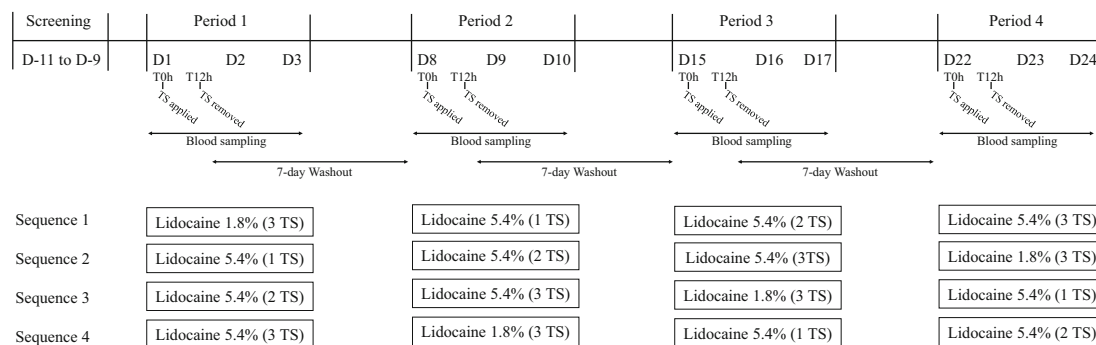 Screening Period 1 Period 2 Period 3 Period 4
D-11 to D-9 D1 D2 D3 D8 D9 D10 D15 D16 D17 D22 D23 D24
T0h T12h T0h T12h T0h T12h T0h T12h
TS applied TS removed TS applied TS removed TS applied TS removed TS applied TS removed
Blood sampling Blood sampling Blood sampling Blood sampling
7-day Washout 7-day Washout 7-day Washout
Sequence 1 Lidocaine 1.8% (3 TS) Lidocaine 5.4% (1 TS) Lidocaine 5.4% (2 TS) Lidocaine 5.4% (3 TS)
Sequence 2 Lidocaine 5.4% (1 TS) Lidocaine 5.4% (2 TS) Lidocaine 5.4% (3TS) Lidocaine 1.8% (3 TS)
Sequence 3 Lidocaine 5.4% (2 TS) Lidocaine 5.4% (3 TS) Lidocaine 1.8% (3 TS) Lidocaine 5.4% (1 TS)
Sequence 4 Lidocaine 5.4% (3 TS) Lidocaine 1.8% (3 TS) Lidocaine 5.4% (1 TS) Lidocaine 5.4% (2 TS)